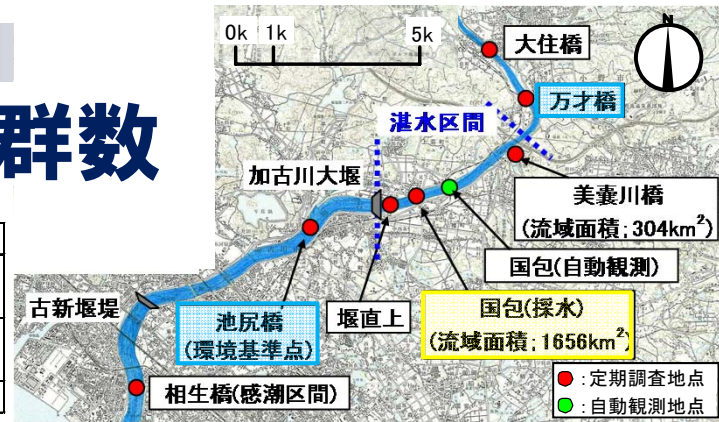 群数
0k 1k 5k
N
大住橋
万才橋
湛水区間
加古川大堰
美嚢川橋
(流域面積;304km²)
国包(自動観測)
古新堰堤
池尻橋
(環境基準点)
堰直上
国包(採水)
(流域面積;1656km²)
相生橋(感潮区間)
:定期調査地点
:自動観測地点